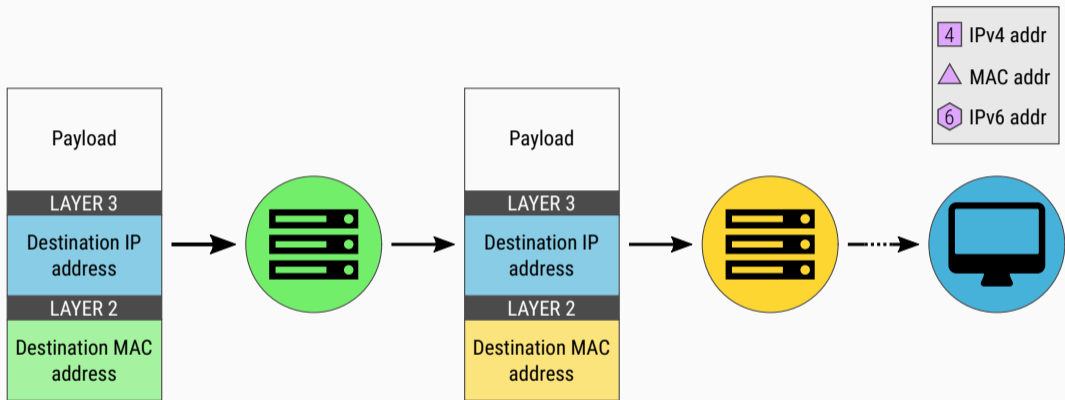 4 IPv4 addr
MAC addr
6 IPv6 addr
Payload
LAYER 3
Destination IP
address
LAYER 2
Destination MAC
address
Payload
LAYER 3
Destination IP
address
LAYER 2
Destination MAC
address